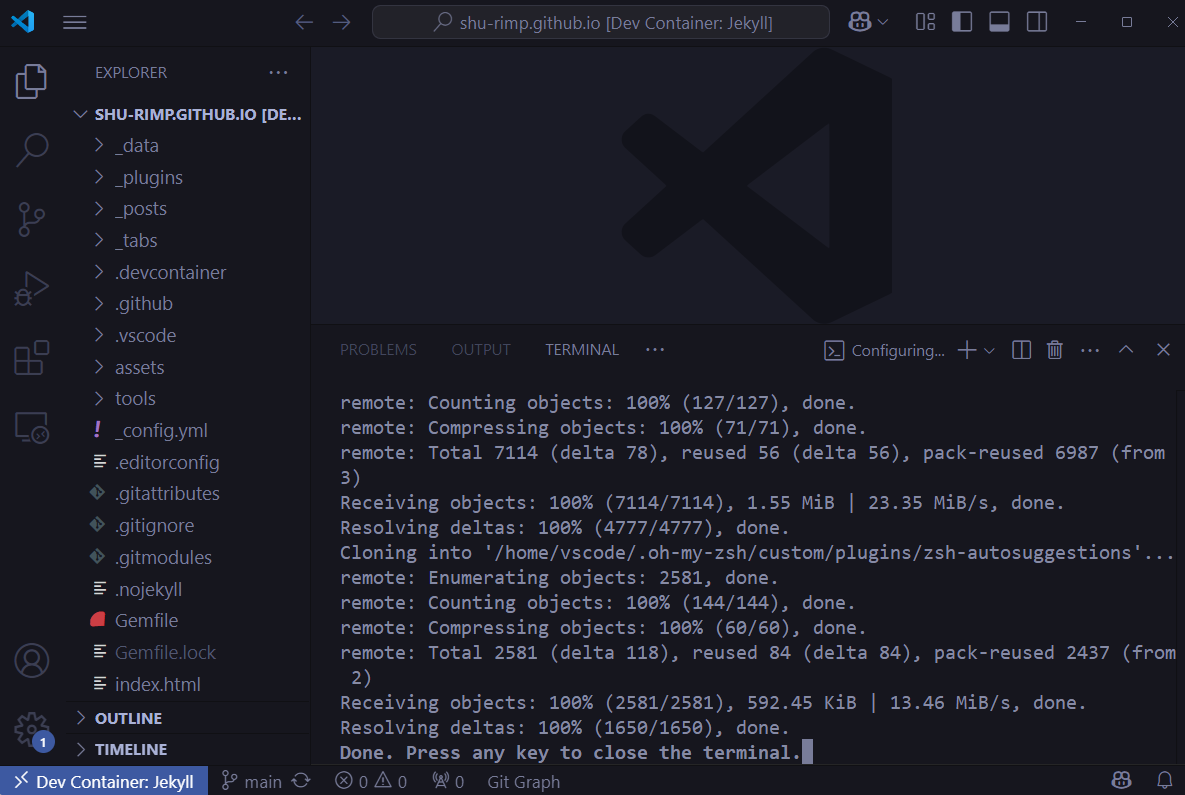 shu-rimp.github.io [Dev Container: Jekyll]
EXPLORER
SHU-RIMP.GITHUB.IO [DE...
_data
_plugins
_posts
_tabs
.devcontainer
.github
.vscode
assets
tools
_config.yml
.editorconfig
.gitattributes
.gitignore
.gitmodules
.nojekyll
Gemfile
Gemfile.lock
index.html
OUTLINE
TIMELINE
1
PROBLEMS OUTPUT TERMINAL
Configuring...
remote: Counting objects: 100% (127/127), done.
remote: Compressing objects: 100% (71/71), done.
remote: Total 7114 (delta 78), reused 56 (delta 56), pack-reused 6987 (from
3)
Receiving objects: 100% (7114/7114), 1.55 MiB | 23.35 MiB/s, done.
Resolving deltas: 100% (4777/4777), done.
Cloning into '/home/vscode/.oh-my-zsh/custom/plugins/zsh-autosuggestions'...
remote: Enumerating objects: 2581, done.
remote: Counting objects: 100% (144/144), done.
remote: Compressing objects: 100% (60/60), done.
remote: Total 2581 (delta 118), reused 84 (delta 84), pack-reused 2437 (from
2)
Receiving objects: 100% (2581/2581), 592.45 KiB | 13.46 MiB/s, done.
Resolving deltas: 100% (1650/1650), done.
Done. Press any key to close the terminal.
Dev Container: Jekyll main 0 0 0 Git Graph